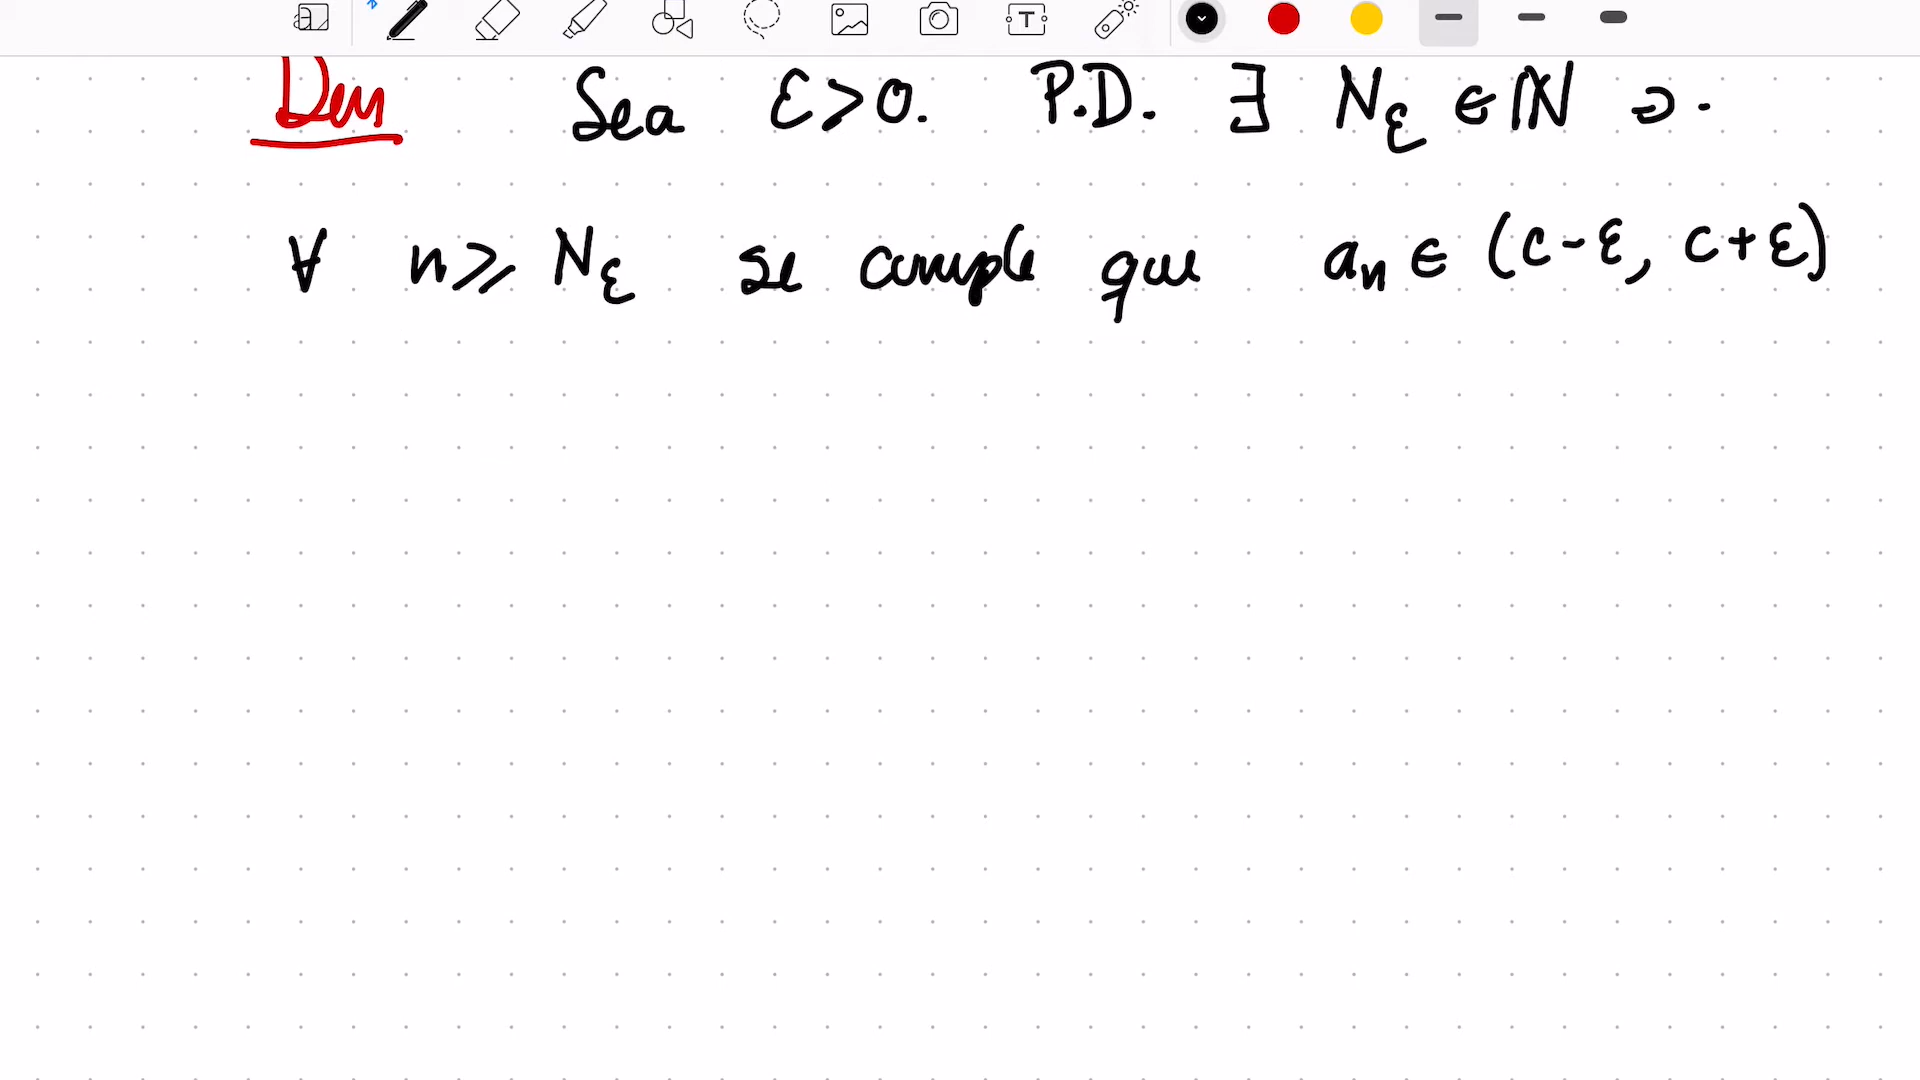 Dem Sea ε>0. P.D. ∃ N_ε ∈ ℕ ∋.
∀ n ≥ N_ε se cumple que a_n ∈ (c-ε, c+ε)